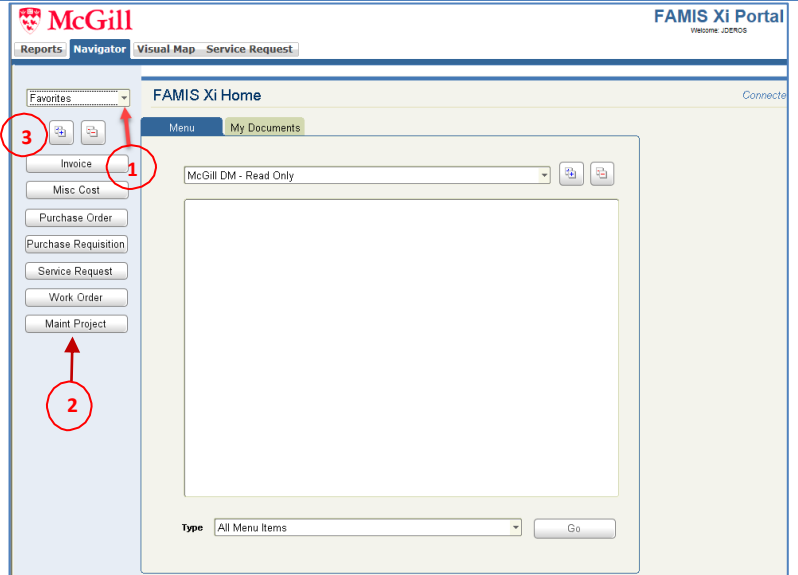 McGill
FAMIS Xi Portal
Welcome: JDEROS
Reports Navigator Visual Map Service Request
Favorites
FAMIS Xi Home
Connecte
3
1
Menu My Documents
Invoice
McGill DM - Read Only
Misc Cost
Purchase Order
Purchase Requisition
Service Request
Work Order
Maint Project
2
Type All Menu Items Go